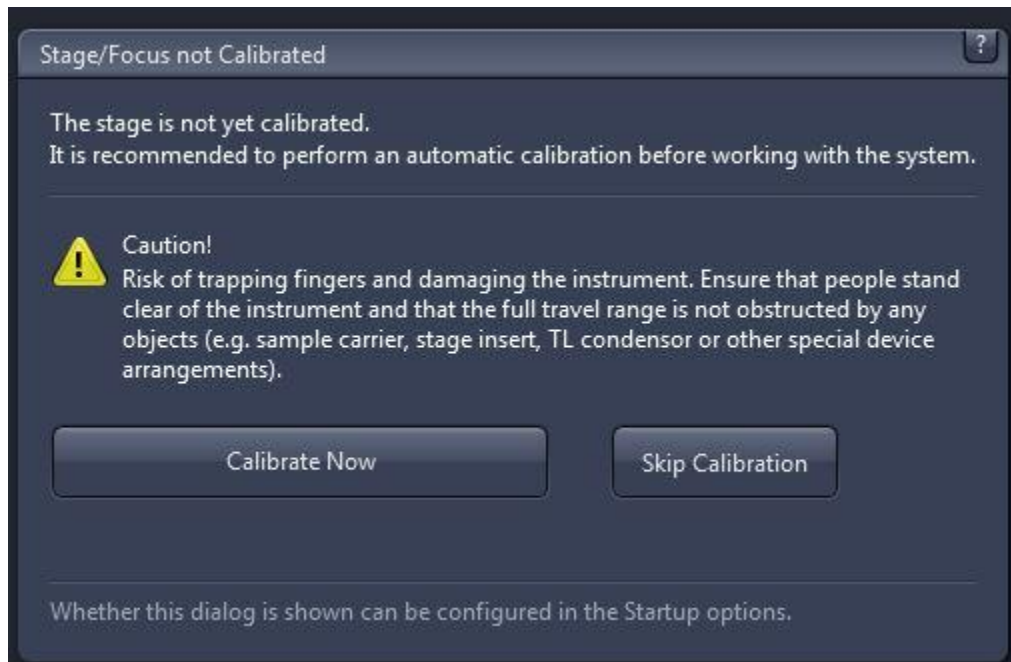 Stage/Focus not Calibrated
?
The stage is not yet calibrated.
It is recommended to perform an automatic calibration before working with the system.
Caution!
Risk of trapping fingers and damaging the instrument. Ensure that people stand
clear of the instrument and that the full travel range is not obstructed by any
objects (e.g. sample carrier, stage insert, TL condensor or other special device
arrangements).
Calibrate Now
Skip Calibration
Whether this dialog is shown can be configured in the Startup options.